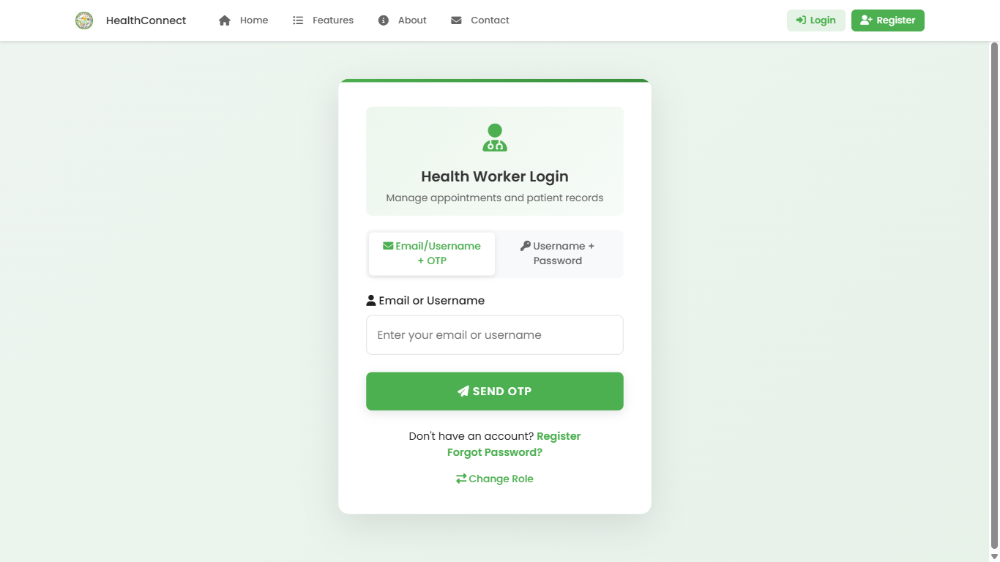 HealthConnect
Home
Features
About
Contact
Login
Register
Health Worker Login
Manage appointments and patient records
Email/Username
+ OTP
Username +
Password
Email or Username
Enter your email or username
SEND OTP
Don't have an account? Register
Forgot Password?
Change Role